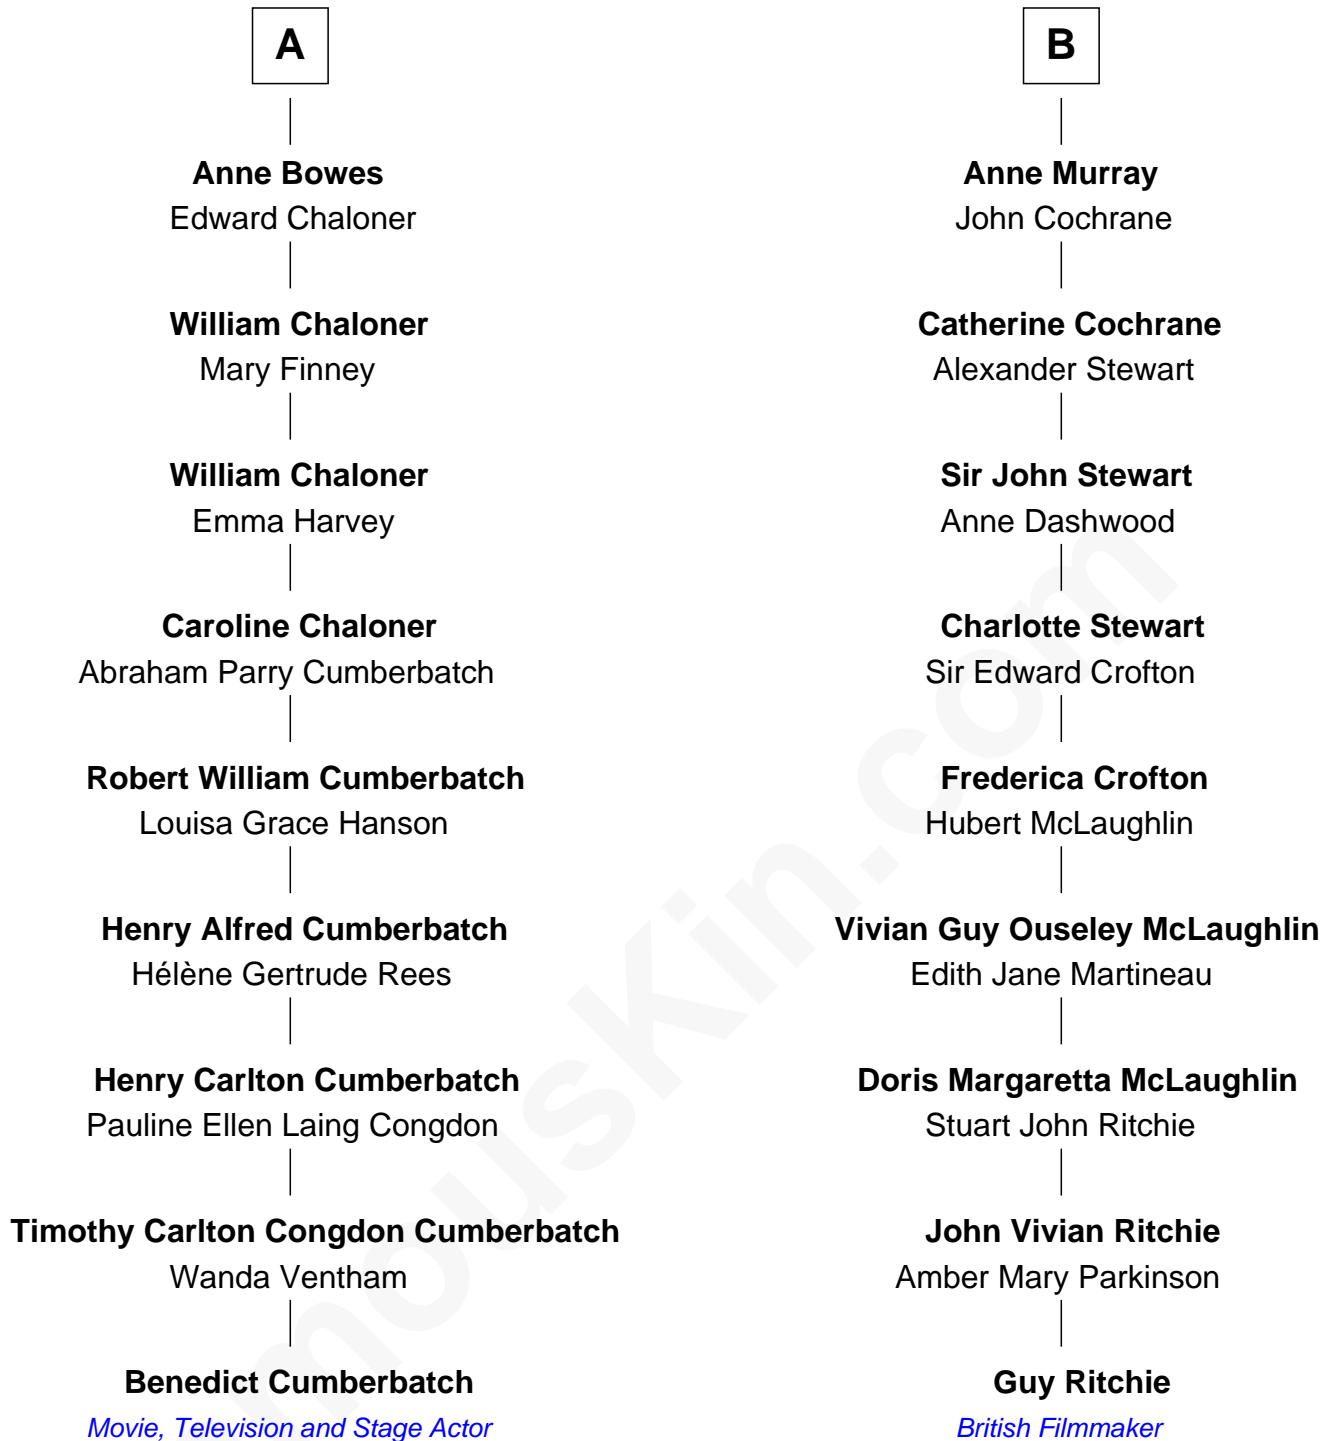 A
Anne Bowes
Edward Chaloner
William Chaloner
Mary Finney
William Chaloner
Emma Harvey
Caroline Chaloner
Abraham Parry Cumberbatch
Robert William Cumberbatch
Louisa Grace Hanson
Henry Alfred Cumberbatch
Hélène Gertrude Rees
Henry Carlton Cumberbatch
Pauline Ellen Laing Congdon
Timothy Carlton Congdon Cumberbatch
Wanda Ventham
Benedict Cumberbatch
Movie, Television and Stage Actor
B
Anne Murray
John Cochrane
Catherine Cochrane
Alexander Stewart
Sir John Stewart
Anne Dashwood
Charlotte Stewart
Sir Edward Crofton
Frederica Crofton
Hubert McLaughlin
Vivian Guy Ouseley McLaughlin
Edith Jane Martineau
Doris Margaretta McLaughlin
Stuart John Ritchie
John Vivian Ritchie
Amber Mary Parkinson
Guy Ritchie
British Filmmaker
mousKin.com